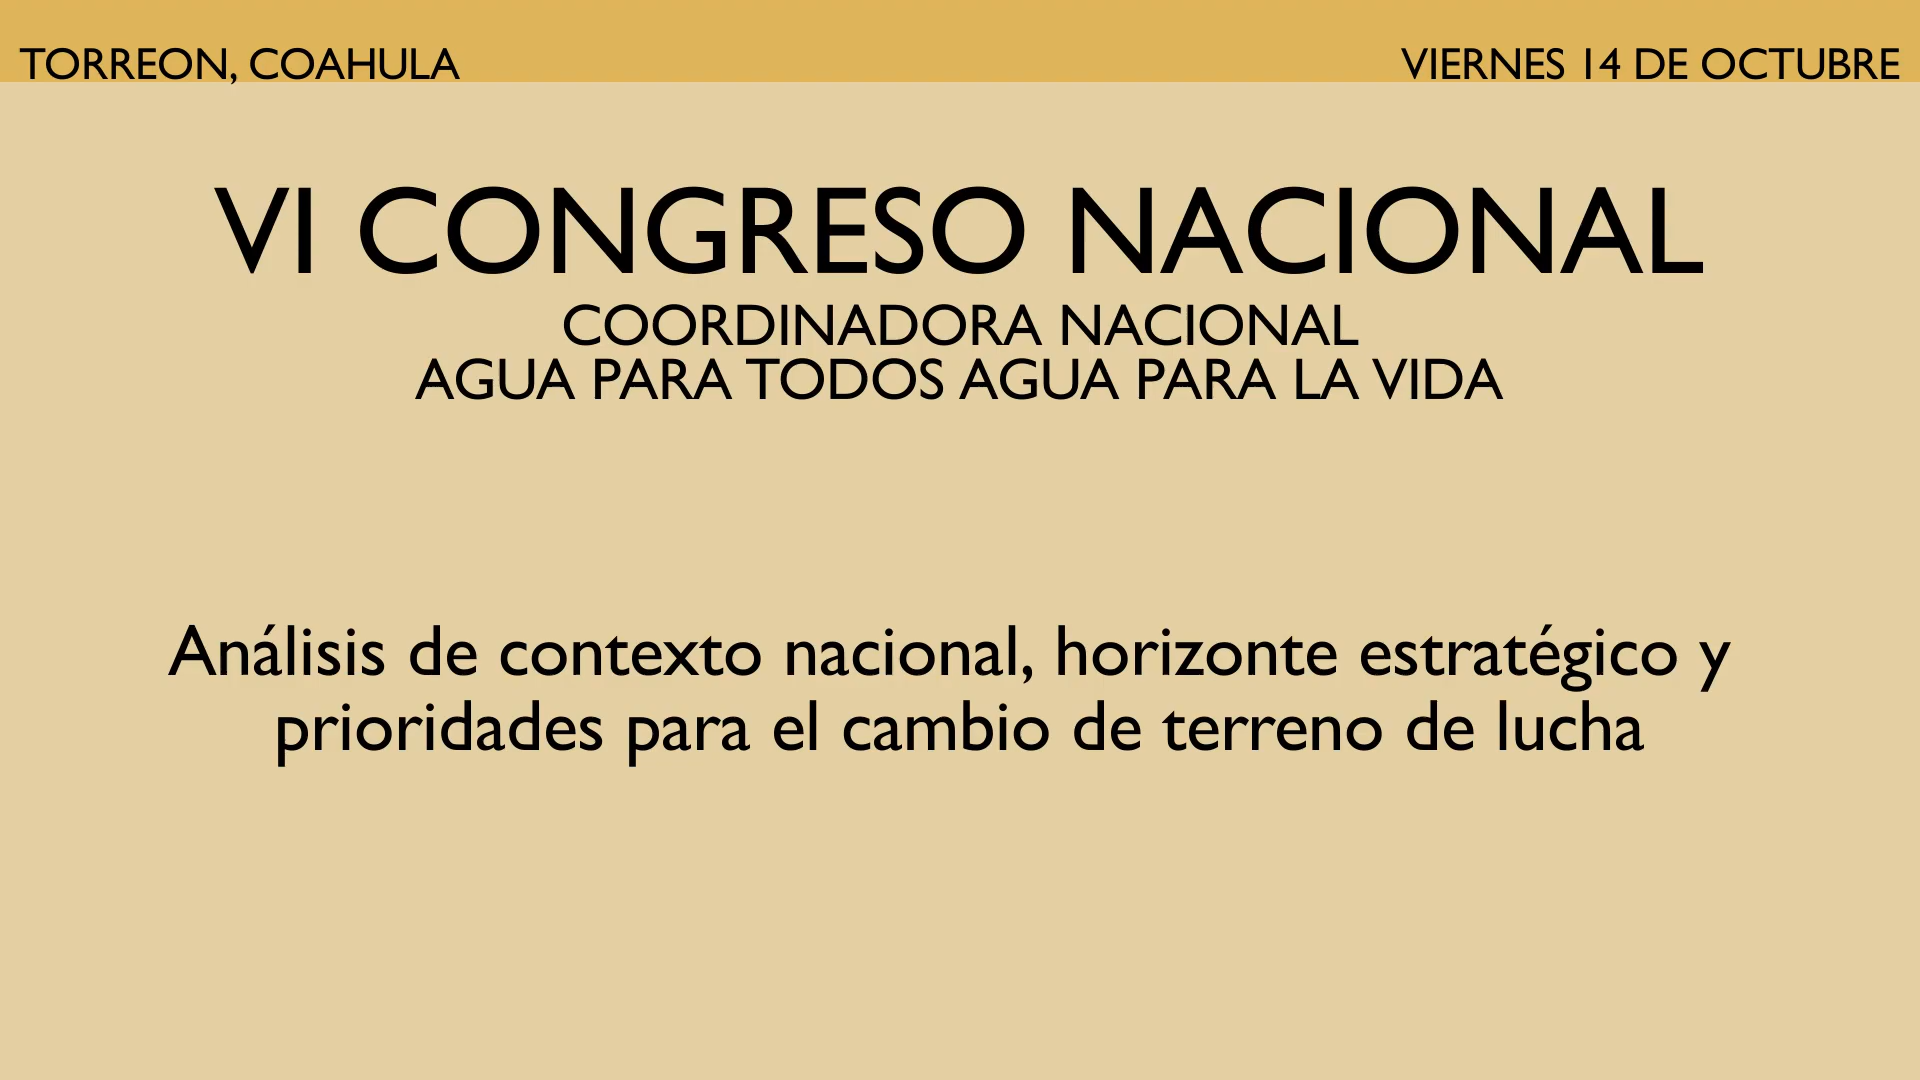 TORREON, COAHULA
VIERNES 14 DE OCTUBRE
VI CONGRESO NACIONAL
COORDINADORA NACIONAL
AGUA PARA TODOS AGUA PARA LA VIDA
Análisis de contexto nacional, horizonte estratégico y
prioridades para el cambio de terreno de lucha